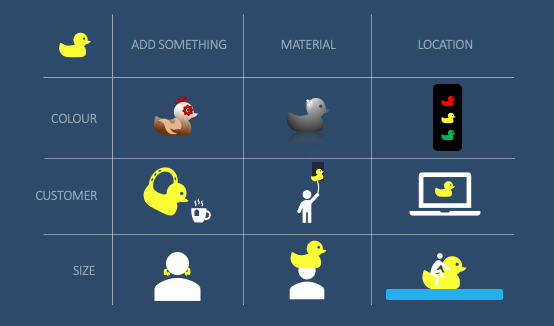 ADD SOMETHING
MATERIAL
LOCATION
COLOUR
CUSTOMER
SIZE